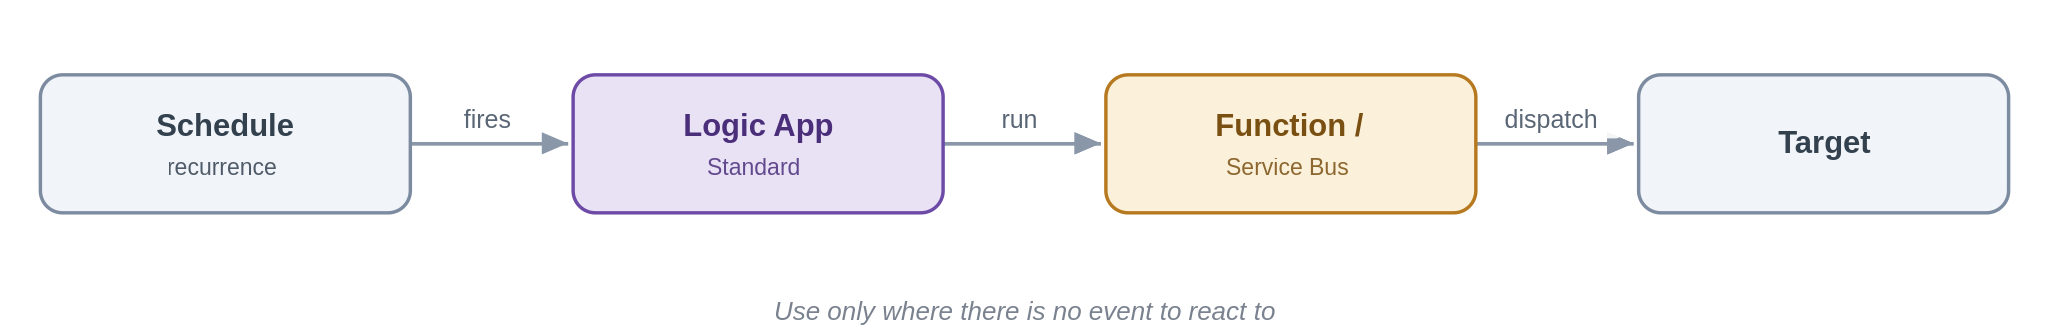 Schedule
recurrence
fires
Logic App
Standard
run
Function /
Service Bus
dispatch
Target
Use only where there is no event to react to